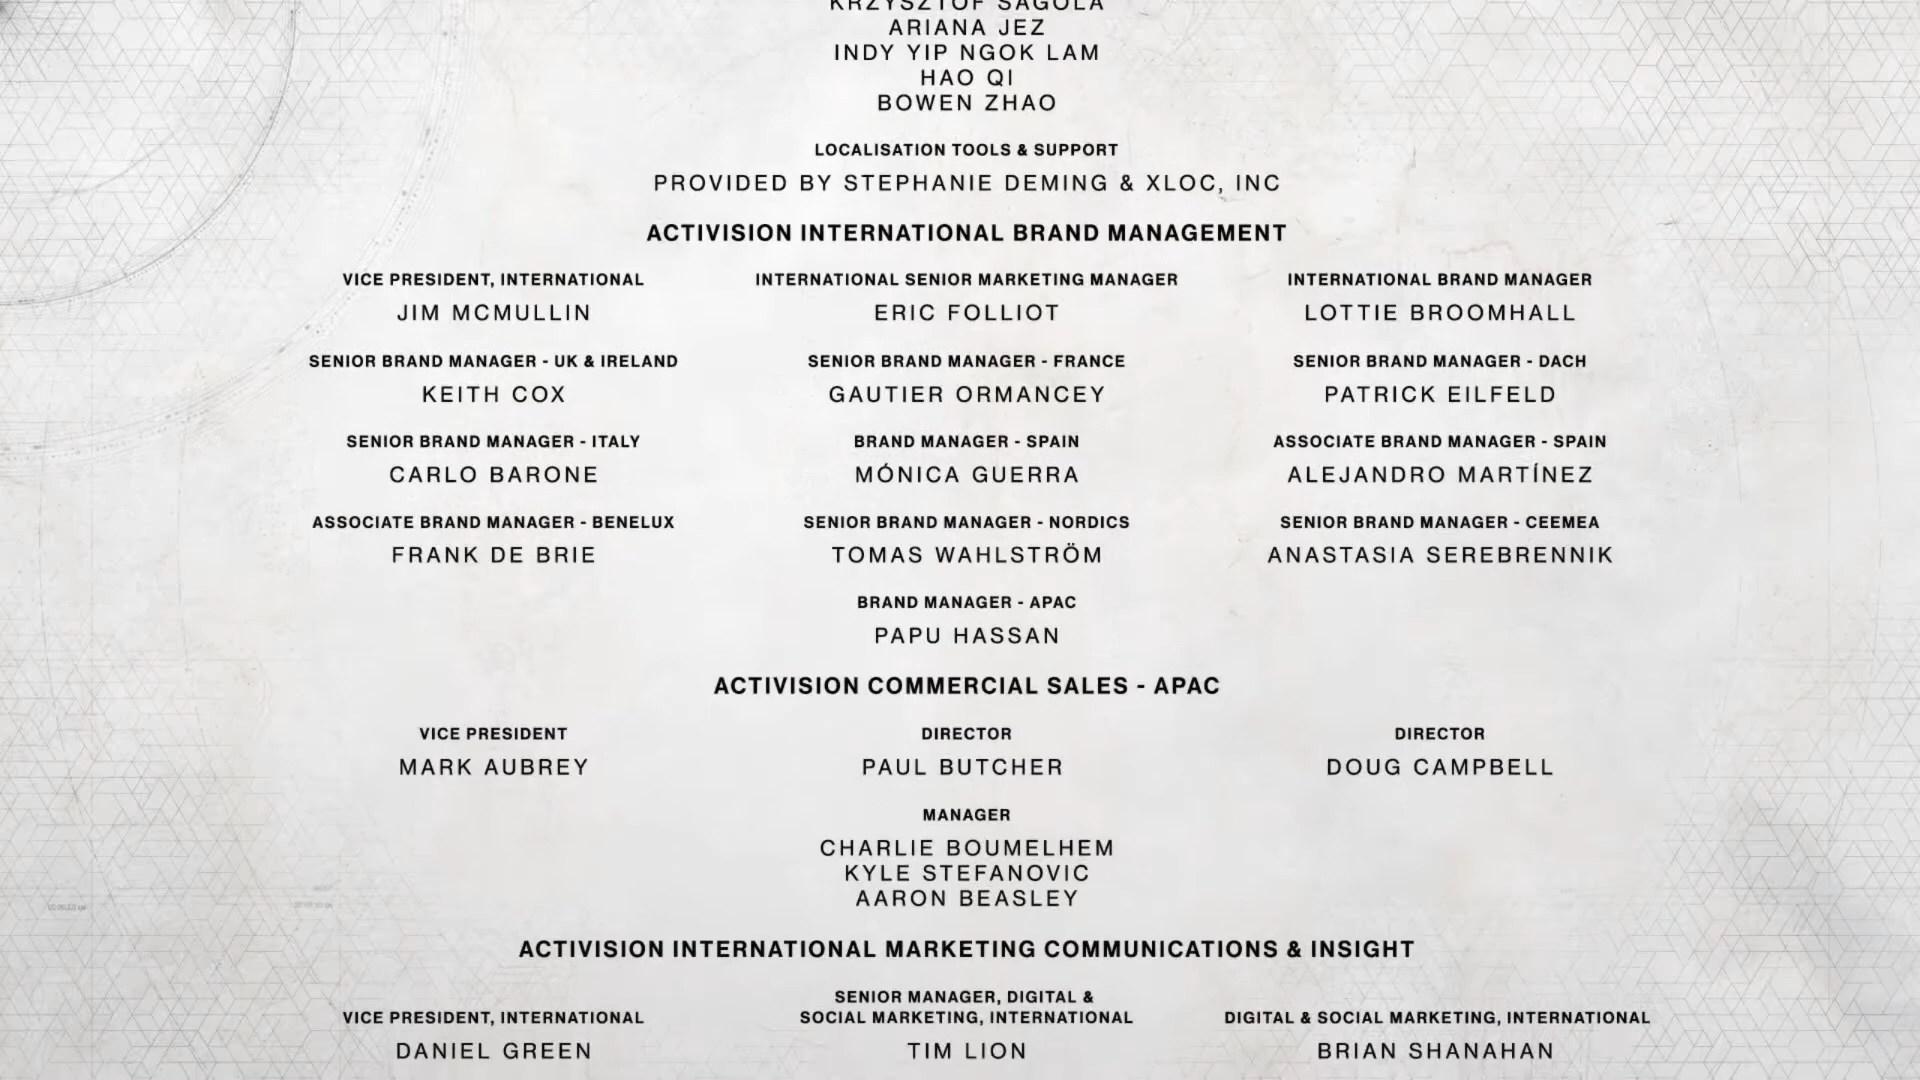 KRZYSZTOF SAGOLA
ARIANA JEZ
INDY YIP NGOK LAM
HAO QI
BOWEN ZHAO
LOCALISATION TOOLS & SUPPORT
PROVIDED BY STEPHANIE DEMING & XLOC, INC
ACTIVISION INTERNATIONAL BRAND MANAGEMENT
VICE PRESIDENT, INTERNATIONAL
JIM MCMULLIN
INTERNATIONAL SENIOR MARKETING MANAGER
ERIC FOLLIOT
INTERNATIONAL BRAND MANAGER
LOTTIE BROOMHALL
SENIOR BRAND MANAGER - UK & IRELAND
KEITH COX
SENIOR BRAND MANAGER - FRANCE
GAUTIER ORMANCEY
SENIOR BRAND MANAGER - DACH
PATRICK EILFELD
SENIOR BRAND MANAGER - ITALY
CARLO BARONE
BRAND MANAGER - SPAIN
MÓNICA GUERRA
ASSOCIATE BRAND MANAGER - SPAIN
ALEJANDRO MARTÍNEZ
ASSOCIATE BRAND MANAGER - BENELUX
FRANK DE BRIE
SENIOR BRAND MANAGER - NORDICS
TOMAS WAHLSTRÖM
SENIOR BRAND MANAGER - CEEMEA
ANASTASIA SEREBRENNIK
BRAND MANAGER - APAC
PAPU HASSAN
ACTIVISION COMMERCIAL SALES - APAC
VICE PRESIDENT
MARK AUBREY
DIRECTOR
PAUL BUTCHER
DIRECTOR
DOUG CAMPBELL
MANAGER
CHARLIE BOUMELHEM
KYLE STEFANOVIC
AARON BEASLEY
ACTIVISION INTERNATIONAL MARKETING COMMUNICATIONS & INSIGHT
VICE PRESIDENT, INTERNATIONAL
DANIEL GREEN
SENIOR MANAGER, DIGITAL &
SOCIAL MARKETING, INTERNATIONAL
TIM LION
DIGITAL & SOCIAL MARKETING, INTERNATIONAL
BRIAN SHANAHAN